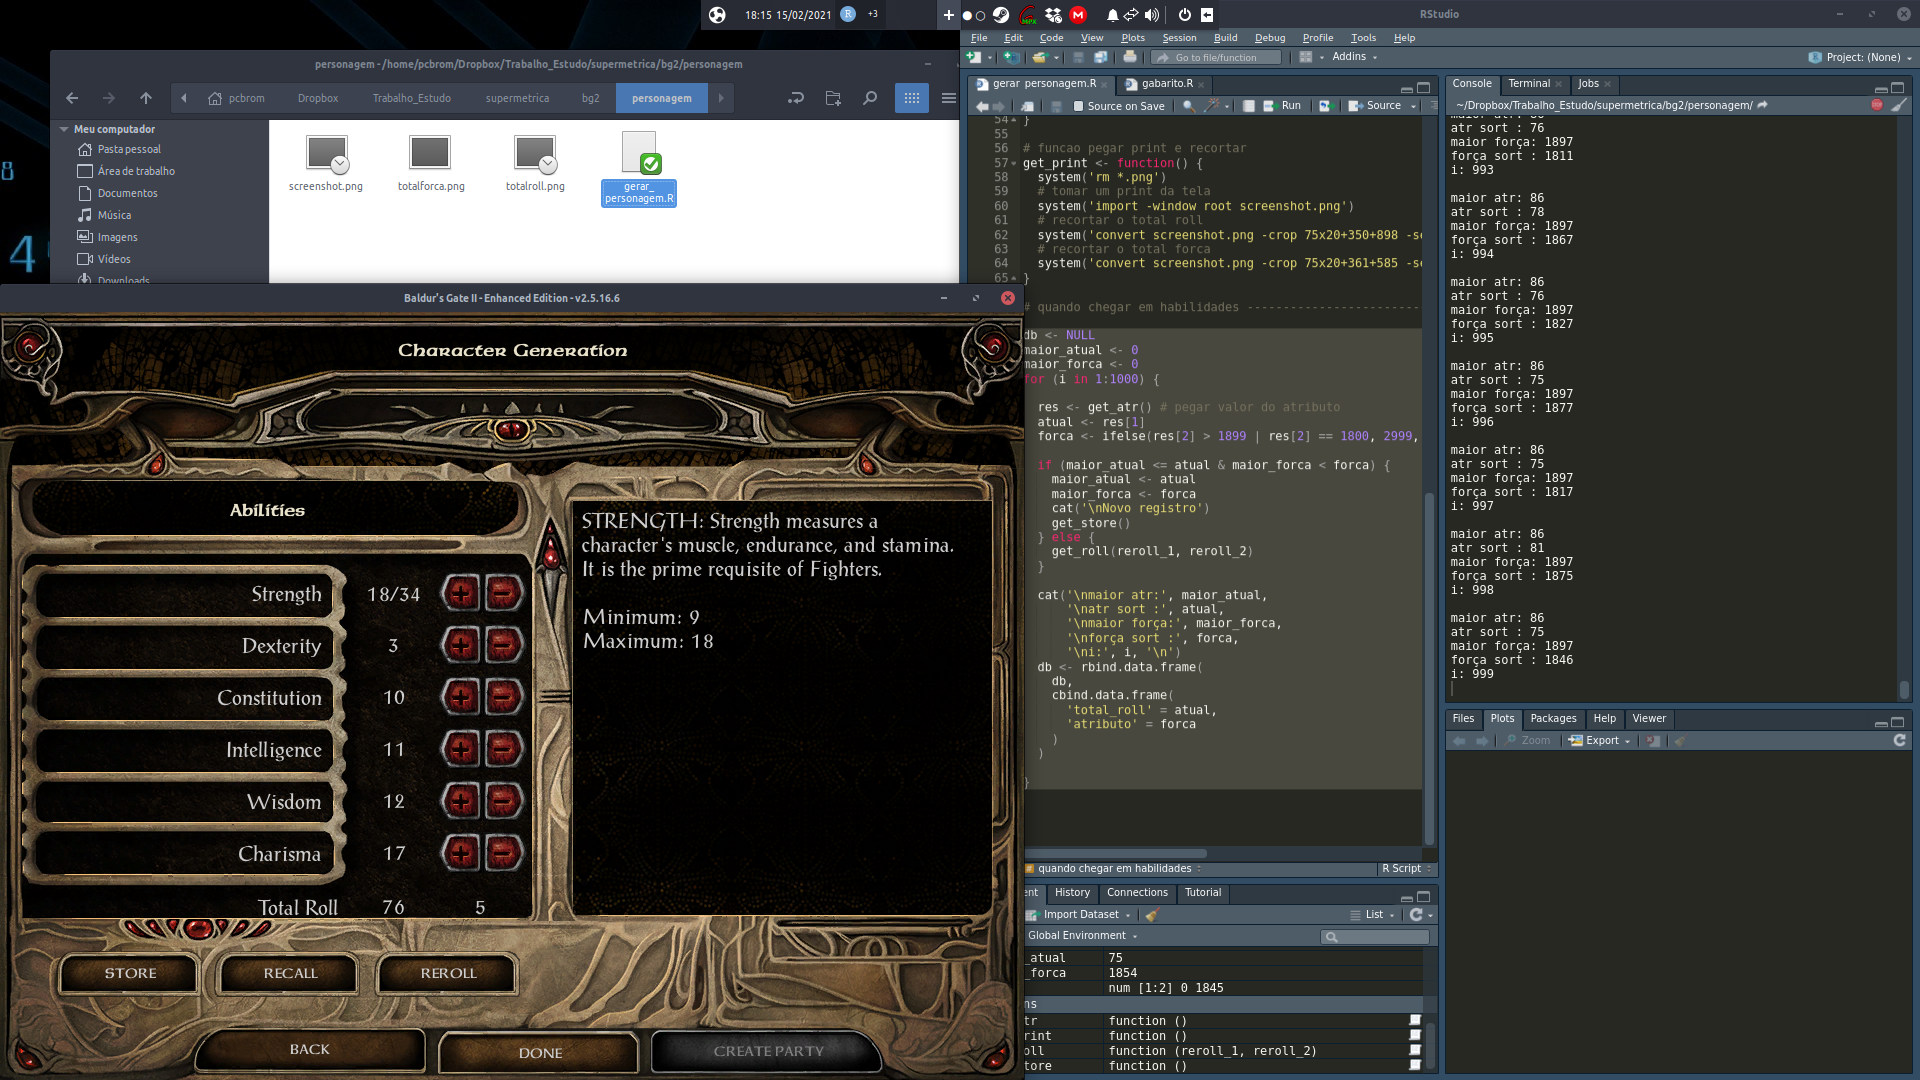 18:15 15/02/2021
+3
RStudio
personagem - /home/pcbrom/Dropbox/Trabalho_Estudo/supermetrica/bg2/personagem
pcbrom
Dropbox
Trabalho_Estudo
supermetrica
bg2
personagem
Meu computador
Pasta pessoal
Área de trabalho
Documentos
Música
Imagens
Vídeos
Downloads
screenshot.png
totalforca.png
totalroll.png
gerar_
personagem.R
8
4
Baldur's Gate II - Enhanced Edition - v2.5.16.6
Character Generation
Abilities
Strength 18/34
Dexterity 3
Constitution 10
Intelligence 11
Wisdom 12
Charisma 17
Total Roll 76 5
STORE
RECALL
REROLL
BACK
DONE
CREATE PARTY
STRENGTH: Strength measures a
character's muscle, endurance, and stamina.
It is the prime requisite of Fighters.
Minimum: 9
Maximum: 18
File Edit Code View Plots Session Build Debug Profile Tools Help
Go to file/function
Addins
Project: (None)
gerar_personagem.R
gabarito.R
Source on Save
Run
Source
54 }
55
56 # funcao pegar print e recortar
57 get_print <- function() {
58 system('rm *.png')
59 # tomar um print da tela
60 system('import -window root screenshot.png')
61 # recortar o total roll
62 system('convert screenshot.png -crop 75x20+350+898 -se
63 # recortar o total forca
64 system('convert screenshot.png -crop 75x20+361+585 -se
65 }
# quando chegar em habilidades ------------------------
db <- NULL
maior_atual <- 0
maior_forca <- 0
for (i in 1:1000) {
res <- get_atr() # pegar valor do atributo
atual <- res[1]
forca <- ifelse(res[2] > 1899 | res[2] == 1800, 2999,
if (maior_atual <= atual & maior_forca < forca) {
maior_atual <- atual
maior_forca <- forca
cat('\nNovo registro')
get_store()
} else {
get_roll(reroll_1, reroll_2)
}
cat('\nmaior atr:', maior_atual,
'\natr sort :', atual,
'\nmaior força:', maior_forca,
'\nforça sort :', forca,
'\ni:', i, '\n')
db <- rbind.data.frame(
db,
cbind.data.frame(
'total_roll' = atual,
'atributo' = forca
)
)
}
quando chegar em habilidades
R Script
ent
History
Connections
Tutorial
Import Dataset
List
Global Environment
_atual 75
_forca 1854
num [1:2] 0 1845
ns
tr function ()
rint function ()
oll function (reroll_1, reroll_2)
tore function ()
Console
Terminal
Jobs
~/Dropbox/Trabalho_Estudo/supermetrica/bg2/personagem/
maior atr: 86
atr sort : 76
maior força: 1897
força sort : 1811
i: 993
maior atr: 86
atr sort : 78
maior força: 1897
força sort : 1867
i: 994
maior atr: 86
atr sort : 76
maior força: 1897
força sort : 1827
i: 995
maior atr: 86
atr sort : 75
maior força: 1897
força sort : 1877
i: 996
maior atr: 86
atr sort : 75
maior força: 1897
força sort : 1817
i: 997
maior atr: 86
atr sort : 81
maior força: 1897
força sort : 1875
i: 998
maior atr: 86
atr sort : 75
maior força: 1897
força sort : 1846
i: 999
Files
Plots
Packages
Help
Viewer
Zoom
Export